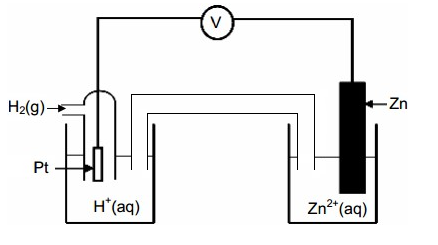 V
H₂(g)
Zn
Pt
H⁺(aq)
Zn²⁺(aq)